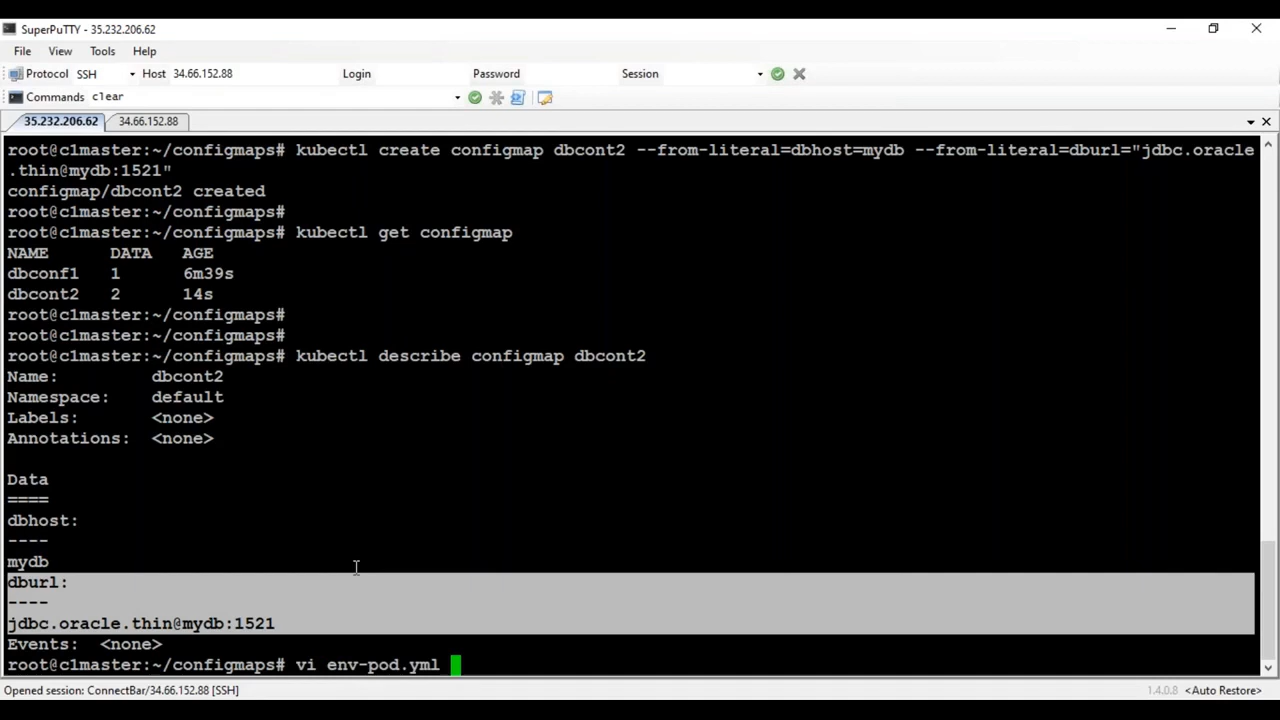 SuperPuTTY - 35.232.206.62
File View Tools Help
Protocol SSH Host 34.66.152.88 Login Password Session
Commands clear
35.232.206.62 34.66.152.88
root@c1master:~/configmaps# kubectl create configmap dbcont2 --from-literal=dbhost=mydb --from-literal=dburl="jdbc.oracle
.thin@mydb:1521"
configmap/dbcont2 created
root@c1master:~/configmaps#
root@c1master:~/configmaps# kubectl get configmap
NAME DATA AGE
dbconf1 1 6m39s
dbcont2 2 14s
root@c1master:~/configmaps#
root@c1master:~/configmaps#
root@c1master:~/configmaps# kubectl describe configmap dbcont2
Name: dbcont2
Namespace: default
Labels: <none>
Annotations: <none>
Data
====
dbhost:
----
mydb
dburl:
----
jdbc.oracle.thin@mydb:1521
Events: <none>
root@c1master:~/configmaps# vi env-pod.yml
Opened session: ConnectBar/34.66.152.88 [SSH] 1.4.0.8 <Auto Restore>